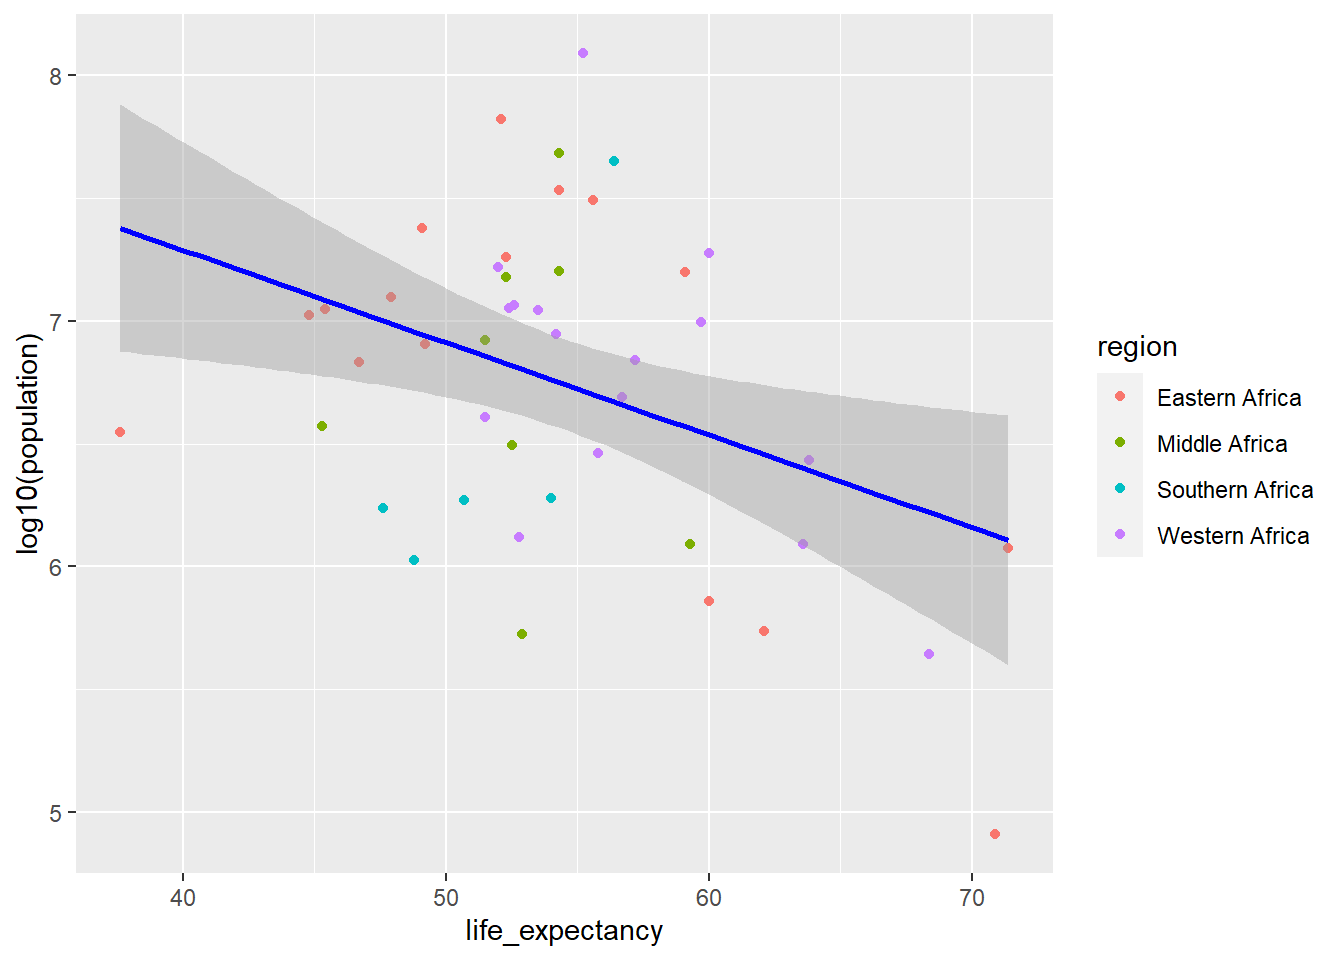 8
7
6
5
log10(population)
40 50 60 70
life_expectancy
region
Eastern Africa
Middle Africa
Southern Africa
Western Africa